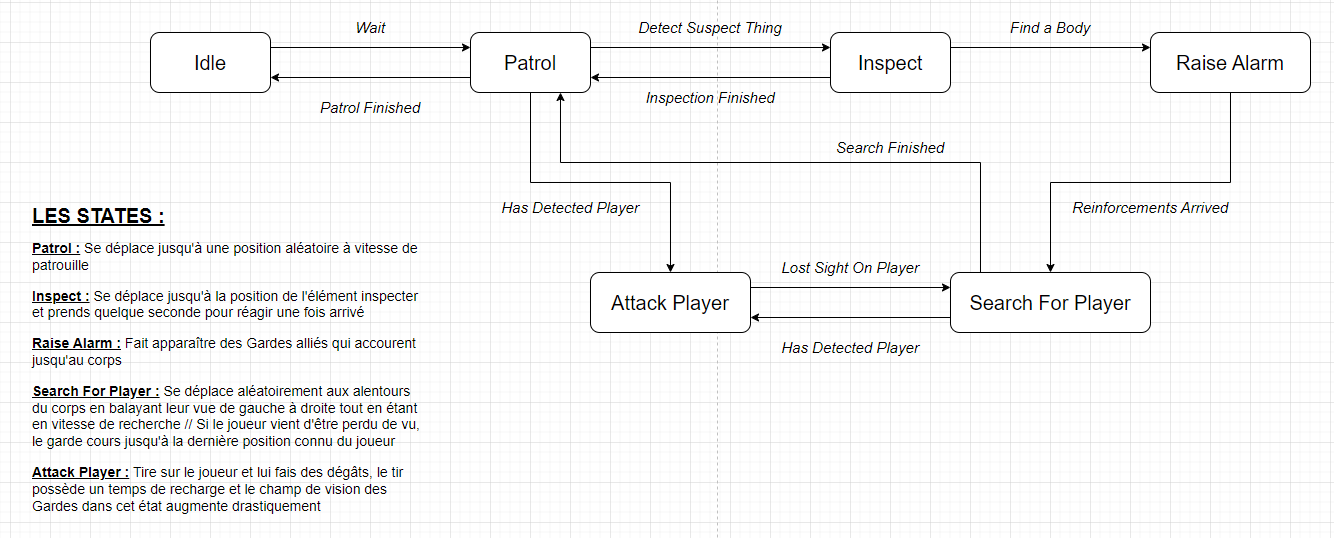 Wait
Detect Suspect Thing
Find a Body
Idle
Patrol
Inspect
Raise Alarm
Patrol Finished
Inspection Finished
Search Finished
Has Detected Player
Reinforcements Arrived
Lost Sight On Player
Attack Player
Search For Player
Has Detected Player
LES STATES :
Patrol : Se déplace jusqu'à une position aléatoire à vitesse de
patrouille
Inspect : Se déplace jusqu'à la position de l'élément inspecter
et prends quelque seconde pour réagir une fois arrivé
Raise Alarm : Fait apparaître des Gardes alliés qui accourent
jusqu'au corps
Search For Player : Se déplace aléatoirement aux alentours
du corps en balayant leur vue de gauche à droite tout en étant
en vitesse de recherche // Si le joueur vient d'être perdu de vu,
le garde cours jusqu'à la dernière position connu du joueur
Attack Player : Tire sur le joueur et lui fais des dégâts, le tir
possède un temps de recharge et le champ de vision des
Gardes dans cet état augmente drastiquement